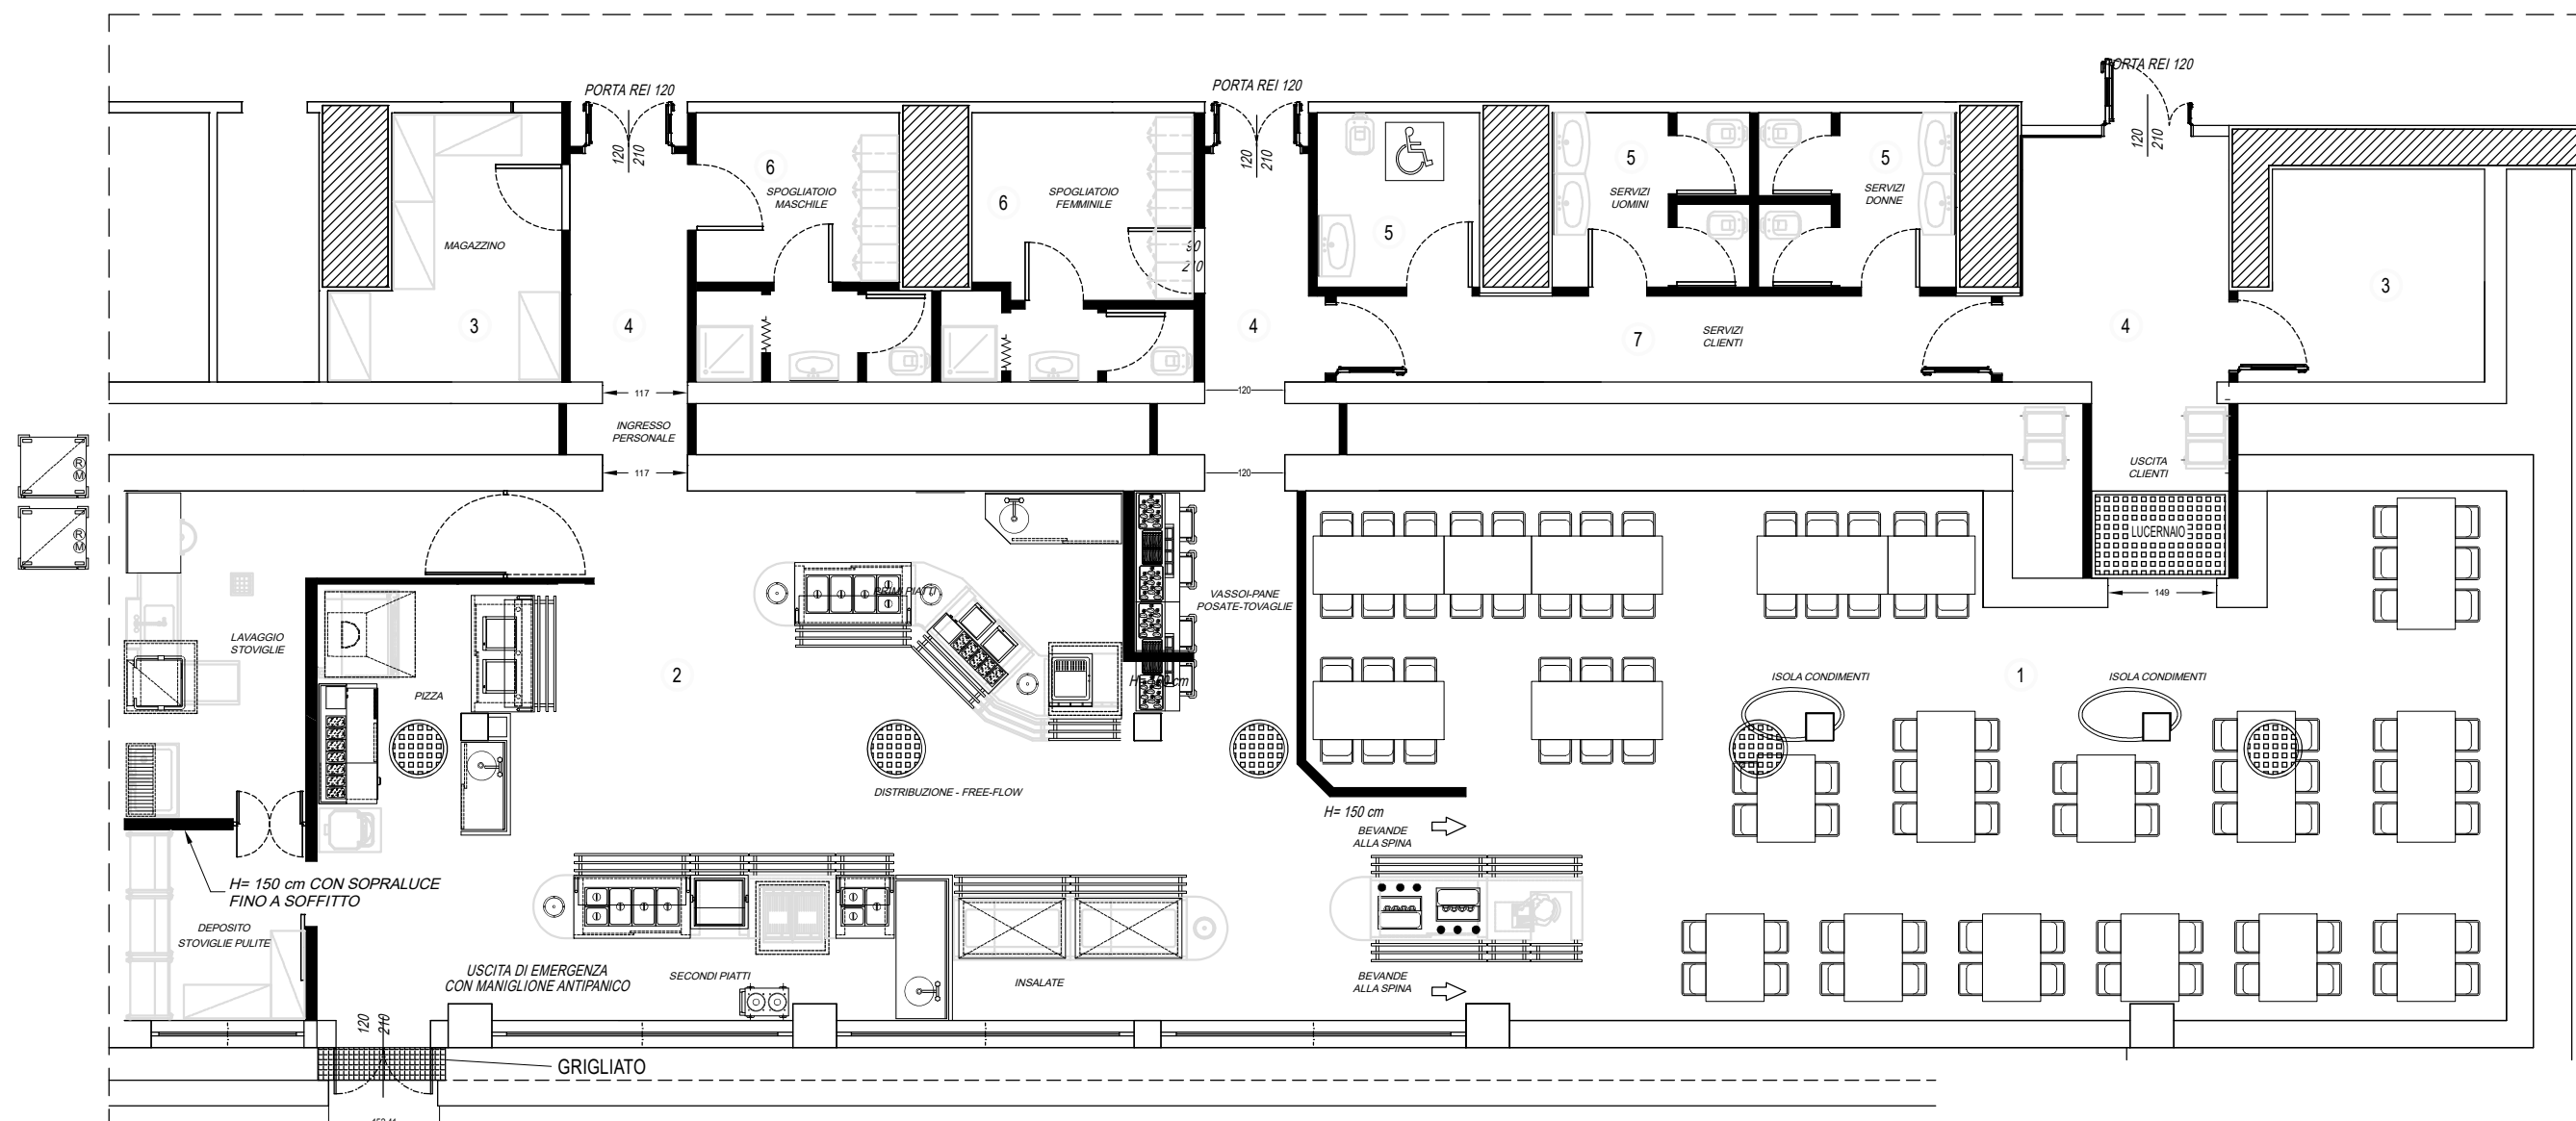 PORTA REI 120
PORTA REI 120
PORTA REI 120
120
210
120
210
120
210
6
SPOGLIATOIO
MASCHILE
6
SPOGLIATOIO
FEMMINILE
90
210
5
5
SERVIZI
UOMINI
5
SERVIZI
DONNE
MAGAZZINO
3
4
4
7
SERVIZI
CLIENTI
4
3
117
120
INGRESSO
PERSONALE
117
120
USCITA
CLIENTI
R
M
R
M
LUCERNAIO
149
PRIMI PIATTI
VASSOI-PANE
POSATE-TOVAGLIE
LAVAGGIO
STOVIGLIE
PIZZA
2
1
ISOLA CONDIMENTI
ISOLA CONDIMENTI
DISTRIBUZIONE - FREE-FLOW
H= 150 cm
BEVANDE
ALLA SPINA
H= 150 cm CON SOPRALUCE
FINO A SOFFITTO
DEPOSITO
STOVIGLIE PULITE
USCITA DI EMERGENZA
CON MANIGLIONE ANTIPANICO
SECONDI PIATTI
INSALATE
BEVANDE
ALLA SPINA
120
210
GRIGLIATO